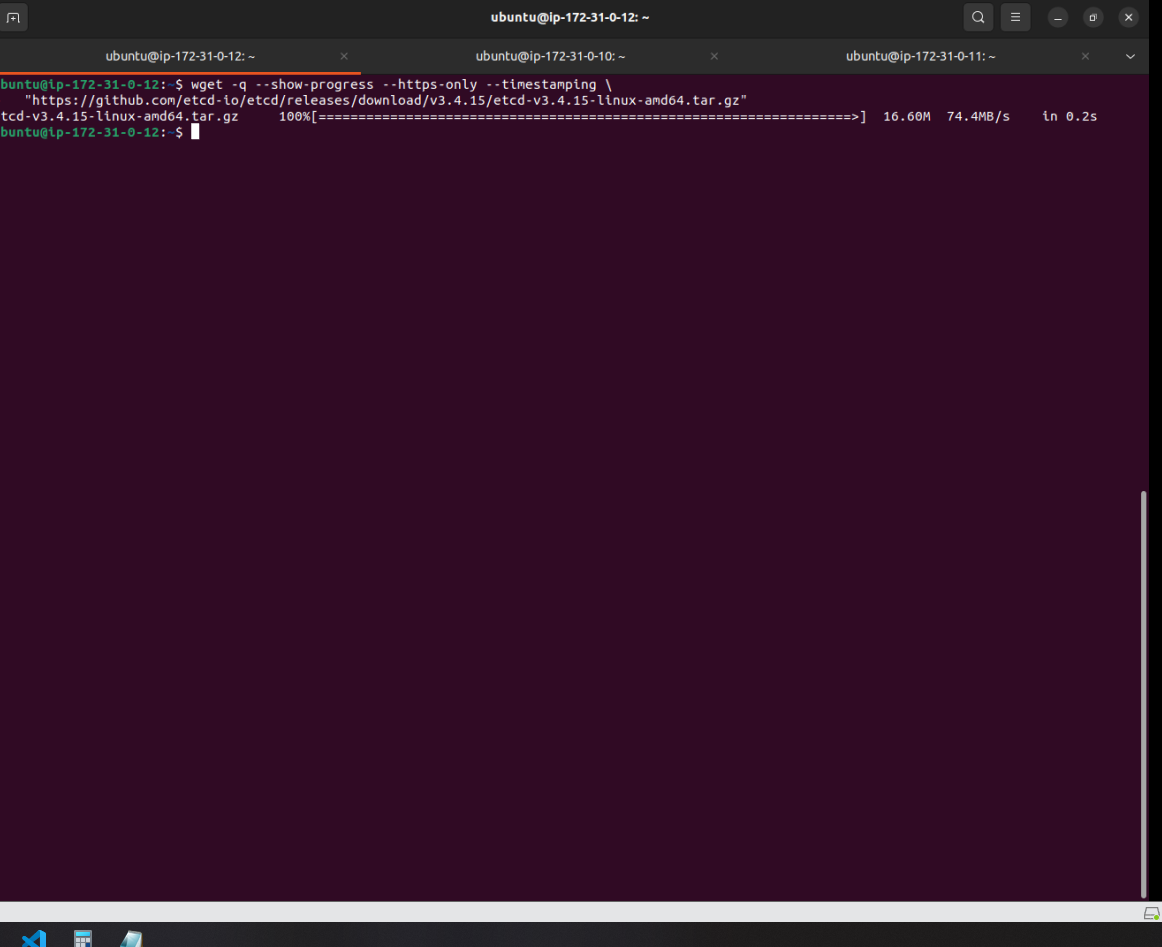 ubuntu@ip-172-31-0-12: ~
ubuntu@ip-172-31-0-12: ~ ubuntu@ip-172-31-0-10: ~ ubuntu@ip-172-31-0-11: ~
buntu@ip-172-31-0-12:~$ wget -q --show-progress --https-only --timestamping \
"https://github.com/etcd-io/etcd/releases/download/v3.4.15/etcd-v3.4.15-linux-amd64.tar.gz"
tcd-v3.4.15-linux-amd64.tar.gz 100%[===================================================================>] 16.60M 74.4MB/s in 0.2s
buntu@ip-172-31-0-12:~$